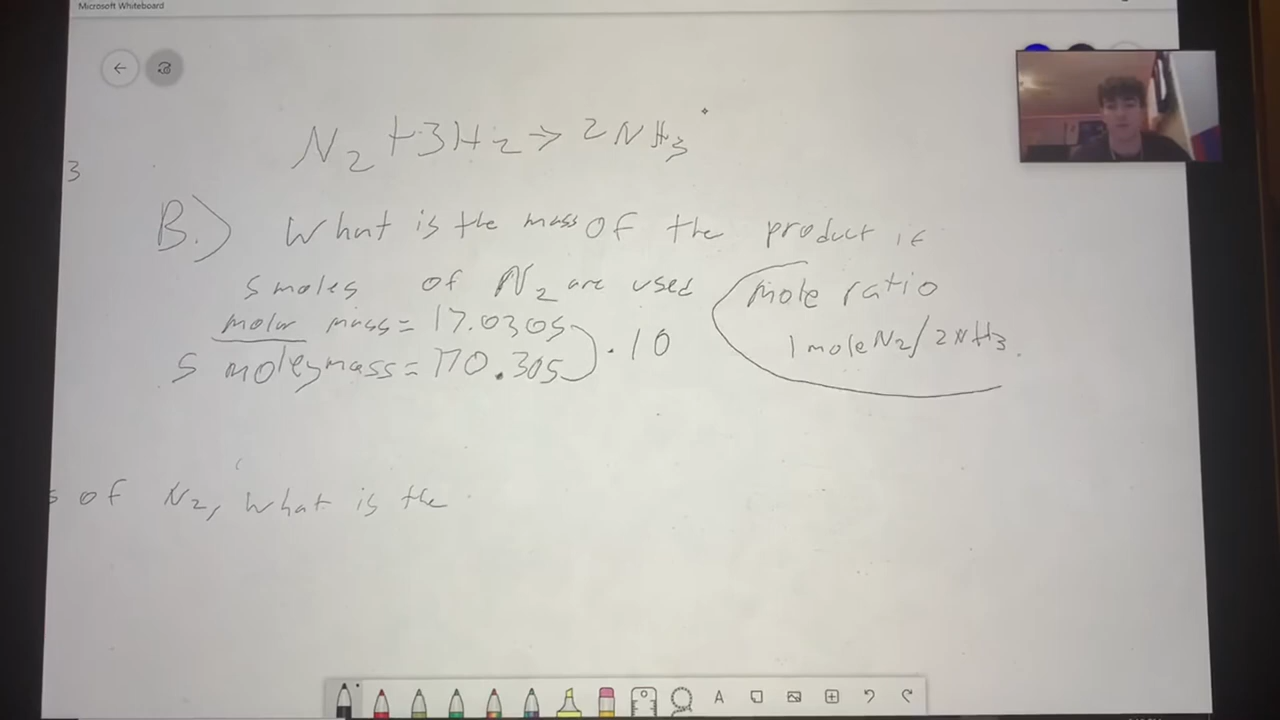 Microsoft Whiteboard
N2 + 3H2 → 2NH3
3
B.) What is the mass of the product if
5 moles of N2 are used
mole ratio
molar mass = 17.0305
1 mole N2/2NH3.
5 moles mass = 170.305 ) · 10
s of N2, What is the
A